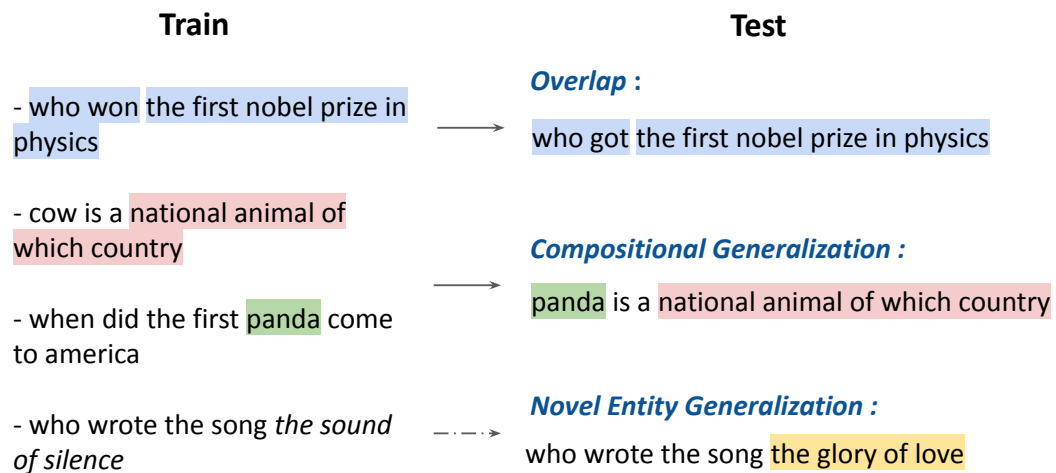 Train
- who won the first nobel prize in
physics
- cow is a national animal of
which country
- when did the first panda come
to america
- who wrote the song the sound
of silence
Test
Overlap :
who got the first nobel prize in physics
Compositional Generalization :
panda is a national animal of which country
Novel Entity Generalization :
who wrote the song the glory of love